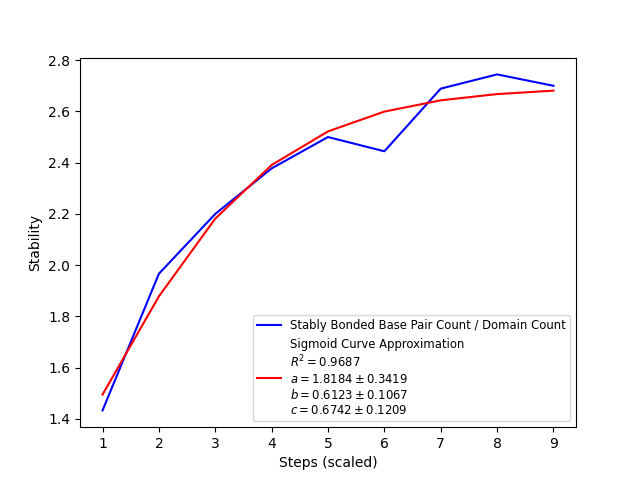 2.8
2.6
2.4
2.2
2.0
1.8
1.6
1.4
Stability
Stably Bonded Base Pair Count / Domain Count
Sigmoid Curve Approximation
R² = 0.9687
a = 1.8184 ± 0.3419
b = 0.6123 ± 0.1067
c = 0.6742 ± 0.1209
1 2 3 4 5 6 7 8 9
Steps (scaled)